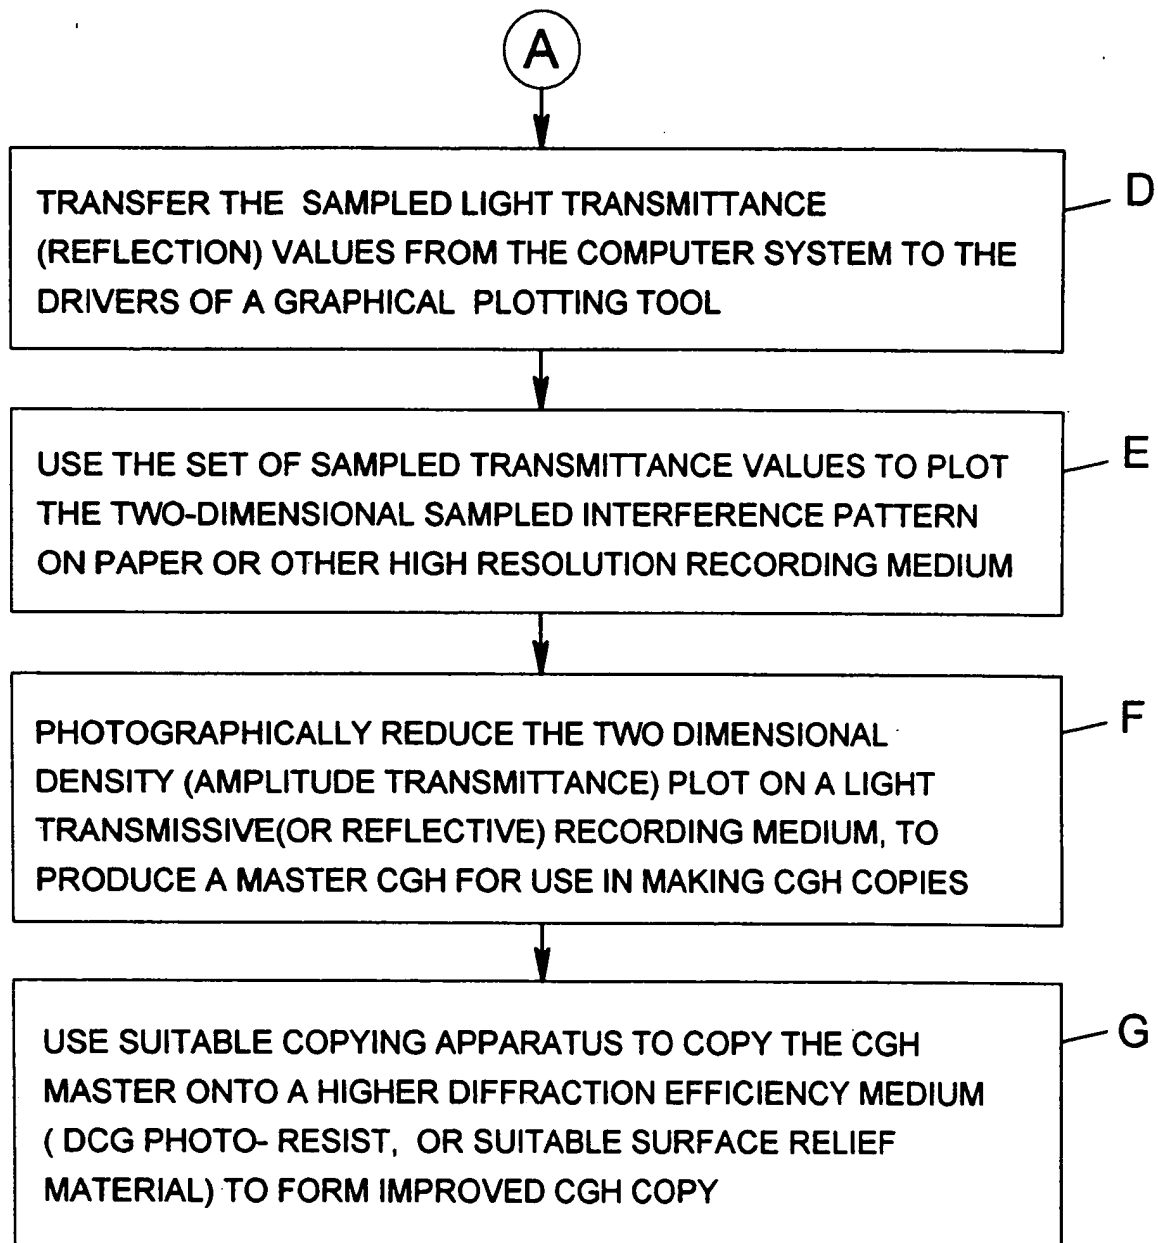 A
TRANSFER THE SAMPLED LIGHT TRANSMITTANCE D
(REFLECTION) VALUES FROM THE COMPUTER SYSTEM TO THE
DRIVERS OF A GRAPHICAL PLOTTING TOOL
USE THE SET OF SAMPLED TRANSMITTANCE VALUES TO PLOT E
THE TWO-DIMENSIONAL SAMPLED INTERFERENCE PATTERN
ON PAPER OR OTHER HIGH RESOLUTION RECORDING MEDIUM
PHOTOGRAPHICALLY REDUCE THE TWO DIMENSIONAL F
DENSITY (AMPLITUDE TRANSMITTANCE) PLOT ON A LIGHT
TRANSMISSIVE(OR REFLECTIVE) RECORDING MEDIUM, TO
PRODUCE A MASTER CGH FOR USE IN MAKING CGH COPIES
USE SUITABLE COPYING APPARATUS TO COPY THE CGH G
MASTER ONTO A HIGHER DIFFRACTION EFFICIENCY MEDIUM
( DCG PHOTO- RESIST, OR SUITABLE SURFACE RELIEF
MATERIAL) TO FORM IMPROVED CGH COPY